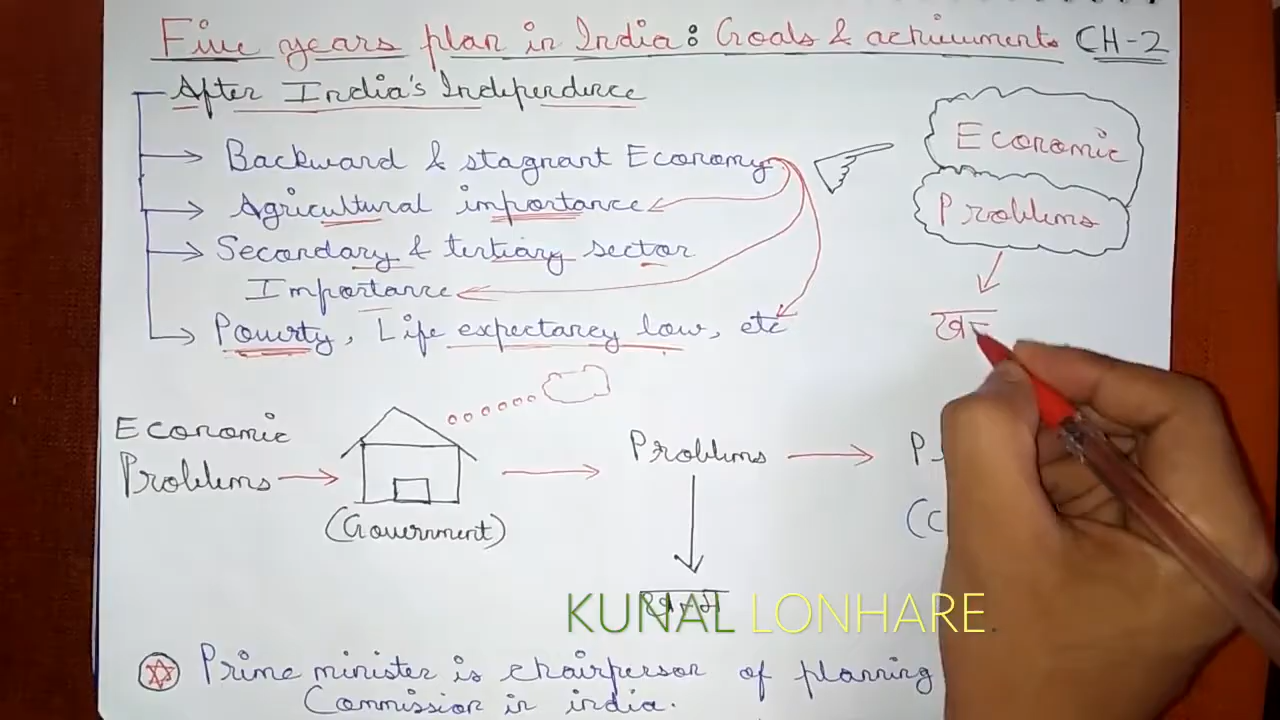 Five years plan in India: Goals & achievments CH-2
After India's Independence
Backward & stagnant Economy
Agricultural importance
Secondary & tertiary sector
Importance
Poverty, Life expectancy low, etc
Economic
Problems
Economic
Problems
(Government)
Problems
KUNAL LONHARE
Prime minister is chairperson of planning
Commission in india.